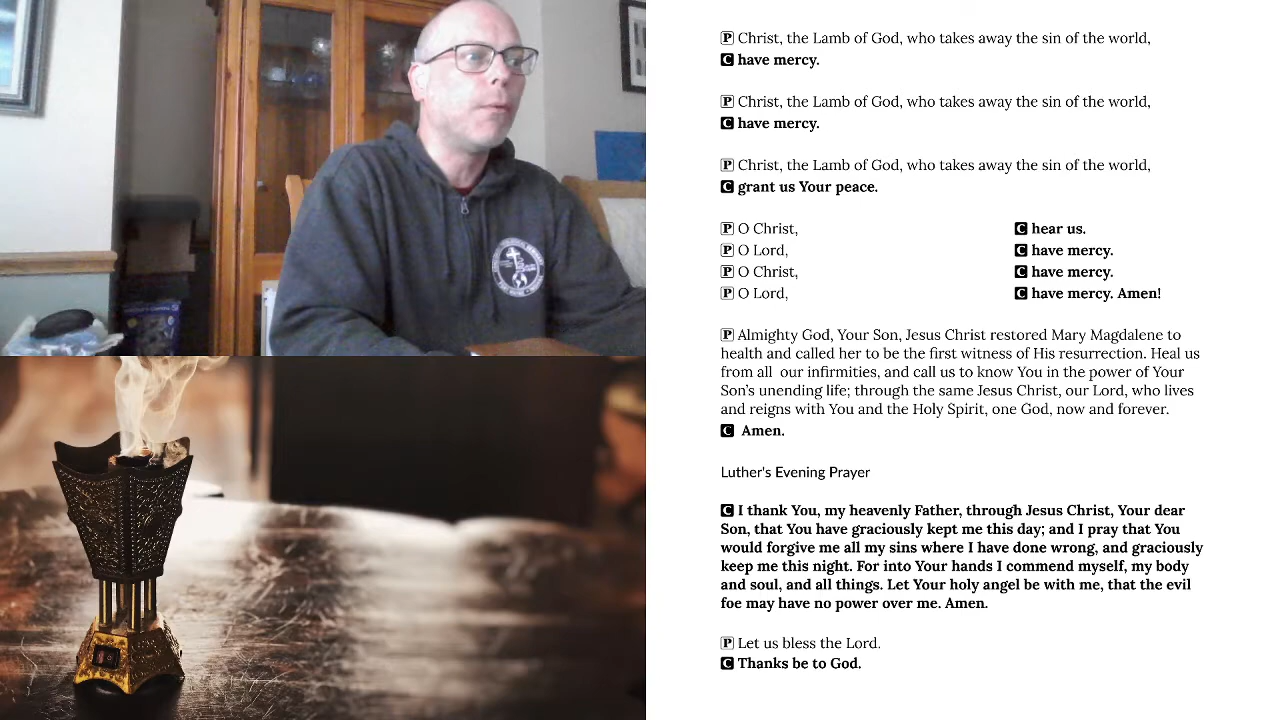 P Christ, the Lamb of God, who takes away the sin of the world,
C have mercy.
P Christ, the Lamb of God, who takes away the sin of the world,
C have mercy.
P Christ, the Lamb of God, who takes away the sin of the world,
C grant us Your peace.
P O Christ, C hear us.
P O Lord, C have mercy.
P O Christ, C have mercy.
P O Lord, C have mercy. Amen!
P Almighty God, Your Son, Jesus Christ restored Mary Magdalene to
health and called her to be the first witness of His resurrection. Heal us
from all our infirmities, and call us to know You in the power of Your
Son's unending life; through the same Jesus Christ, our Lord, who lives
and reigns with You and the Holy Spirit, one God, now and forever.
C Amen.
Luther's Evening Prayer
C I thank You, my heavenly Father, through Jesus Christ, Your dear
Son, that You have graciously kept me this day; and I pray that You
would forgive me all my sins where I have done wrong, and graciously
keep me this night. For into Your hands I commend myself, my body
and soul, and all things. Let Your holy angel be with me, that the evil
foe may have no power over me. Amen.
P Let us bless the Lord.
C Thanks be to God.